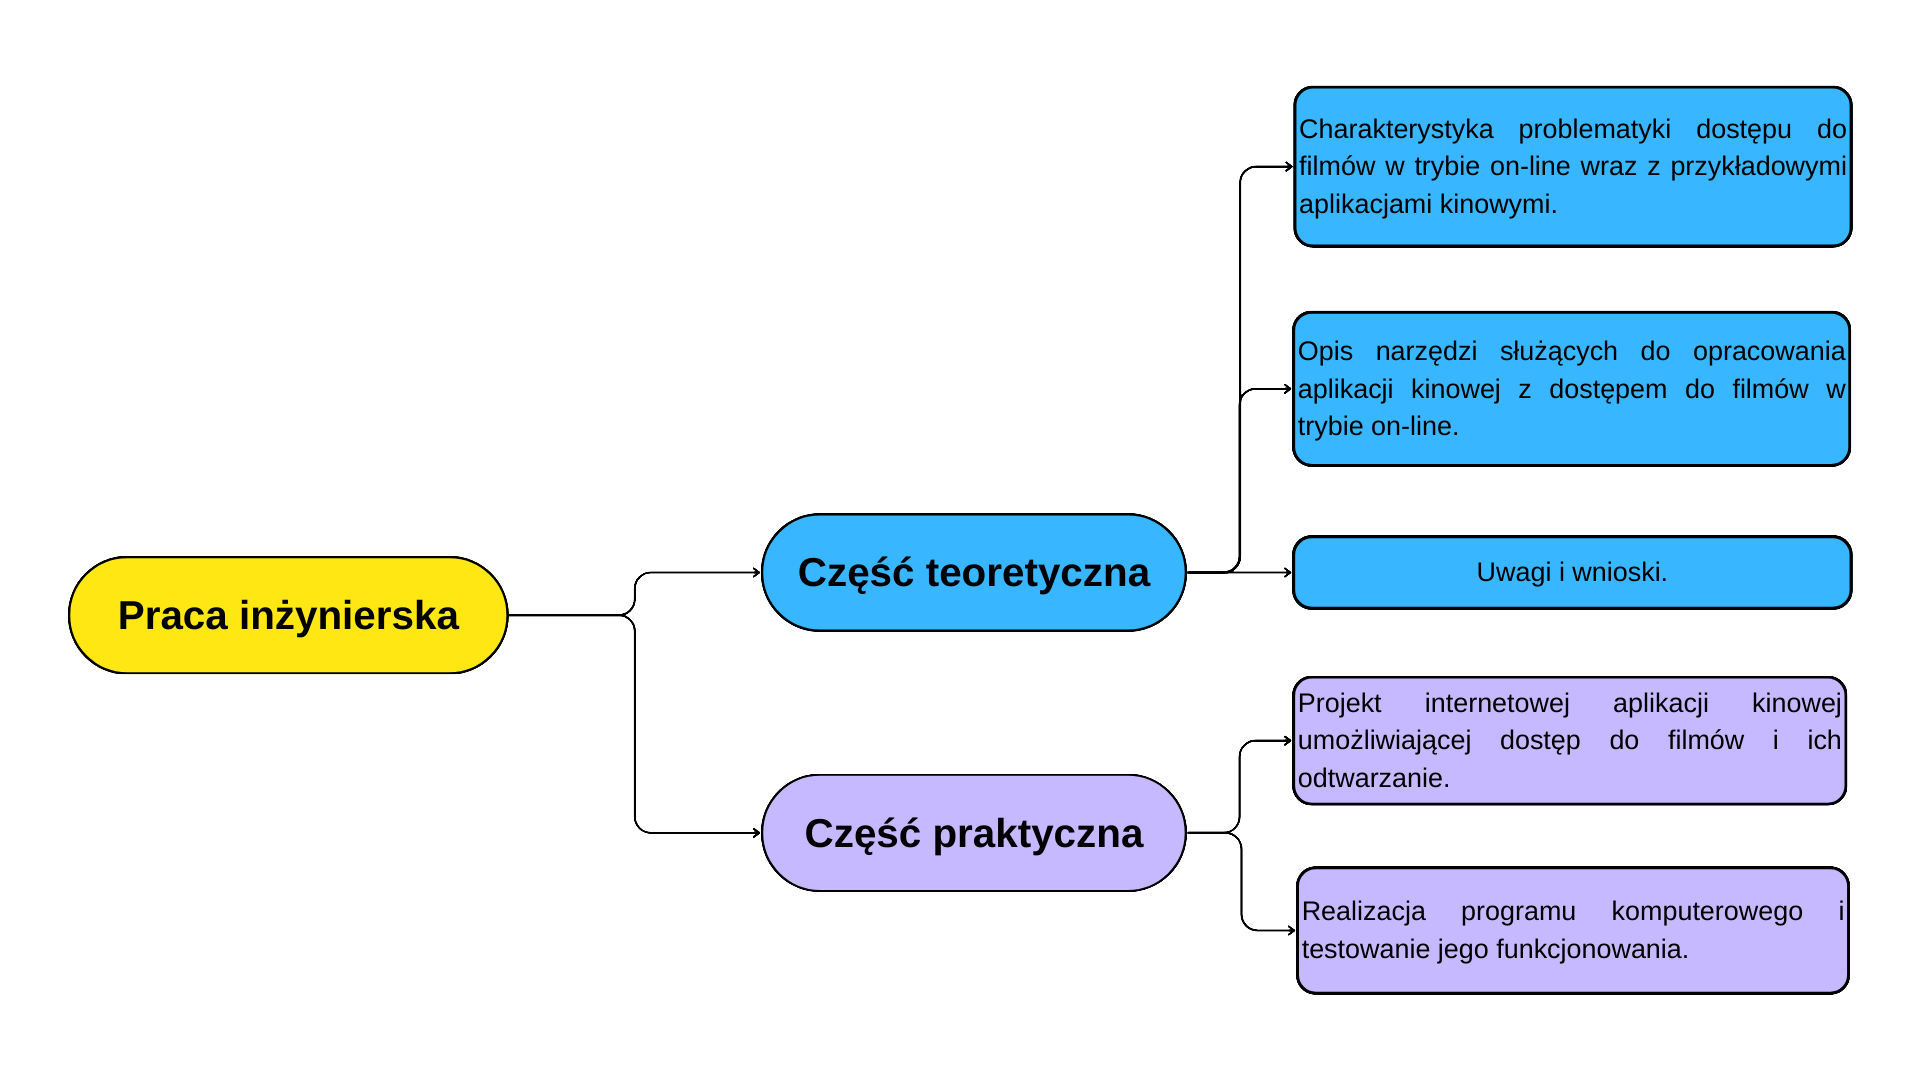 Praca inżynierska
Część teoretyczna
Charakterystyka problematyki dostępu do
filmów w trybie on-line wraz z przykładowymi
aplikacjami kinowymi.
Opis narzędzi służących do opracowania
aplikacji kinowej z dostępem do filmów w
trybie on-line.
Uwagi i wnioski.
Część praktyczna
Projekt internetowej aplikacji kinowej
umożliwiającej dostęp do filmów i ich
odtwarzanie.
Realizacja programu komputerowego i
testowanie jego funkcjonowania.